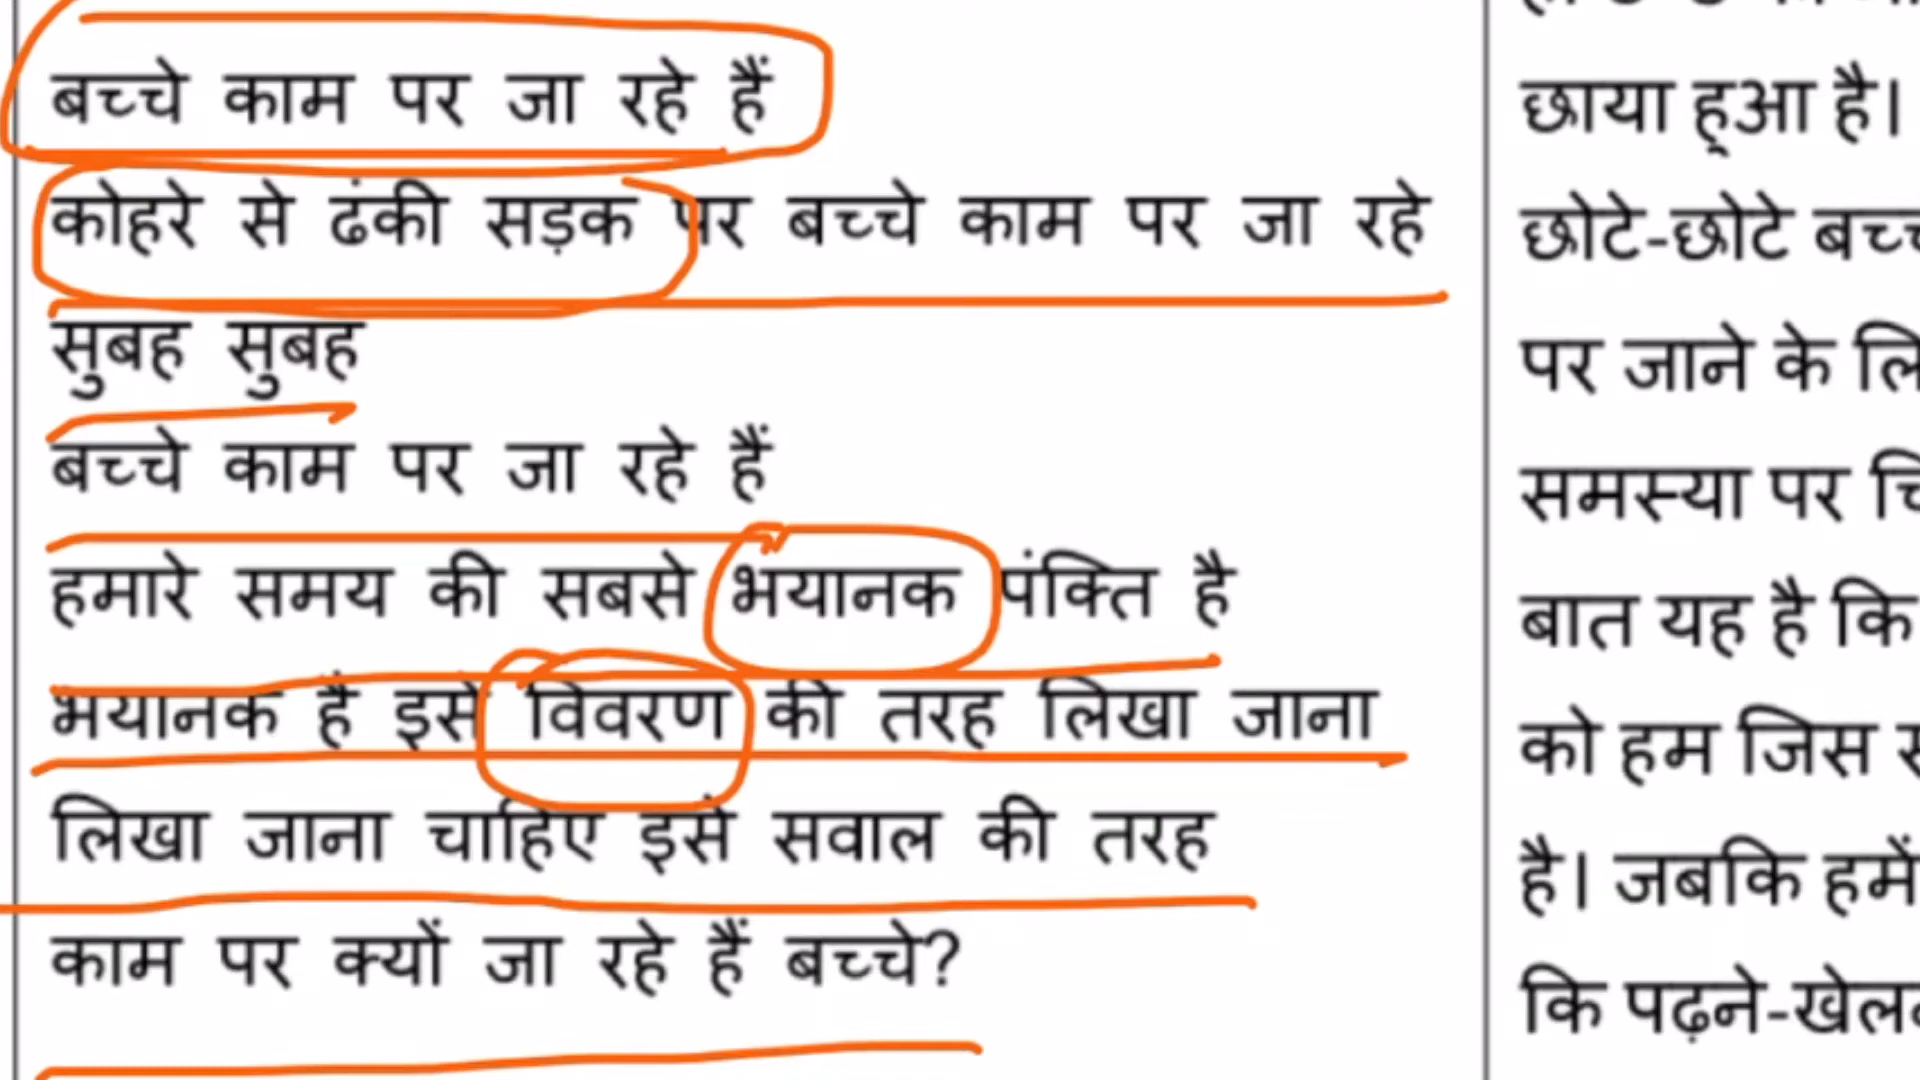 बच्चे काम पर जा रहे हैं
कोहरे से ढंकी सड़क पर बच्चे काम पर जा रहे
सुबह सुबह
बच्चे काम पर जा रहे हैं
हमारे समय की सबसे भयानक पंक्ति है
भयानक है इसे विवरण की तरह लिखा जाना
लिखा जाना चाहिए इसे सवाल की तरह
काम पर क्यों जा रहे हैं बच्चे?
छाया हुआ है।
छोटे-छोटे
पर जाने के
समस्या पर
बात यह है कि
को हम जिस
है। जबकि हमें
कि